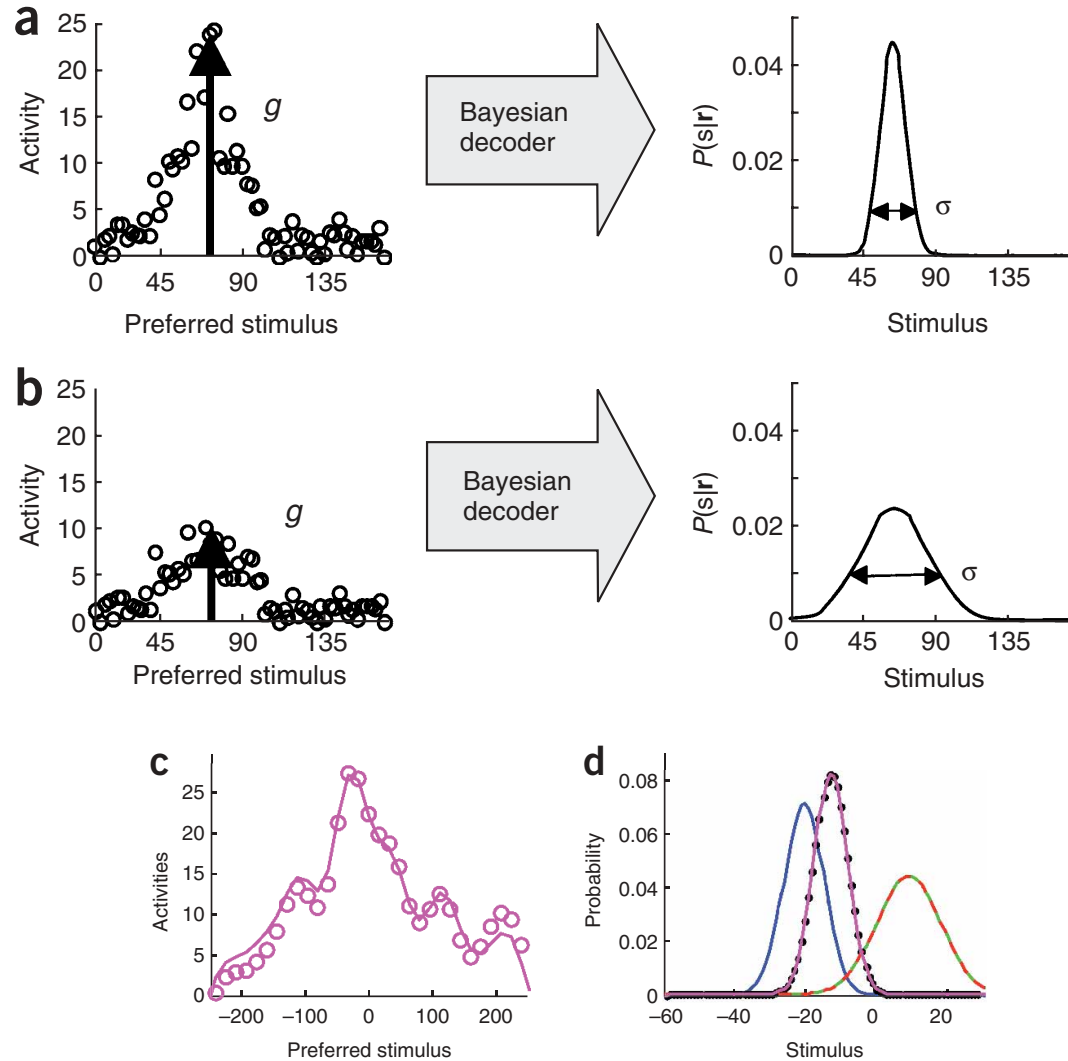 a
25
20
15
10
5
0
Activity
g
0 45 90 135
Preferred stimulus
Bayesian
decoder
0.04
0.02
0
P(s|r)
σ
0 45 90 135
Stimulus
b
25
20
15
10
5
0
Activity
g
0 45 90 135
Preferred stimulus
Bayesian
decoder
0.04
0.02
0
P(s|r)
σ
0 45 90 135
Stimulus
c
25
20
15
10
5
0
Activities
–200 –100 0 100 200
Preferred stimulus
d
0.08
0.06
0.04
0.02
0
Probability
–60 –40 –20 0 20
Stimulus